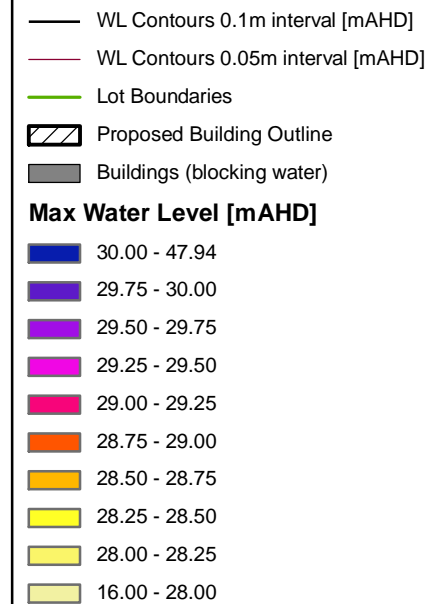 WL Contours 0.1m interval [mAHD]
WL Contours 0.05m interval [mAHD]
Lot Boundaries
Proposed Building Outline
Buildings (blocking water)
Max Water Level [mAHD]
30.00 - 47.94
29.75 - 30.00
29.50 - 29.75
29.25 - 29.50
29.00 - 29.25
28.75 - 29.00
28.50 - 28.75
28.25 - 28.50
28.00 - 28.25
16.00 - 28.00